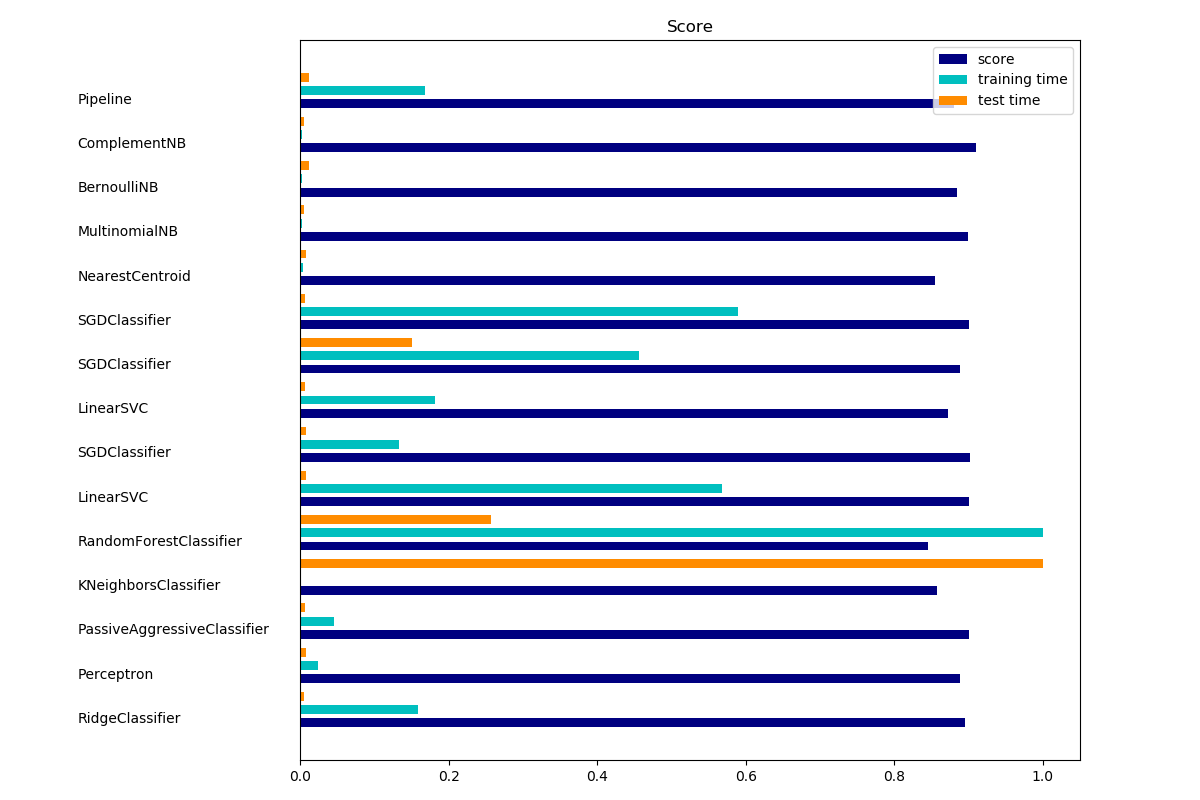 Score
score
training time
test time
Pipeline
ComplementNB
BernoulliNB
MultinomialNB
NearestCentroid
SGDClassifier
SGDClassifier
LinearSVC
SGDClassifier
LinearSVC
RandomForestClassifier
KNeighborsClassifier
PassiveAggressiveClassifier
Perceptron
RidgeClassifier
0.0 0.2 0.4 0.6 0.8 1.0